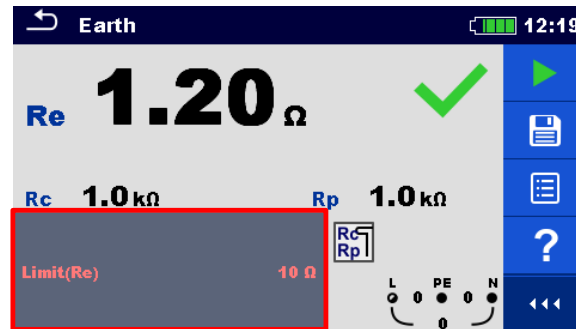 Earth 12:19
Re 1.20 Ω
Rc 1.0 kΩ Rp 1.0 kΩ
Rc
Rp
Limit(Re) 10 Ω
?
L PE N
0 0
0